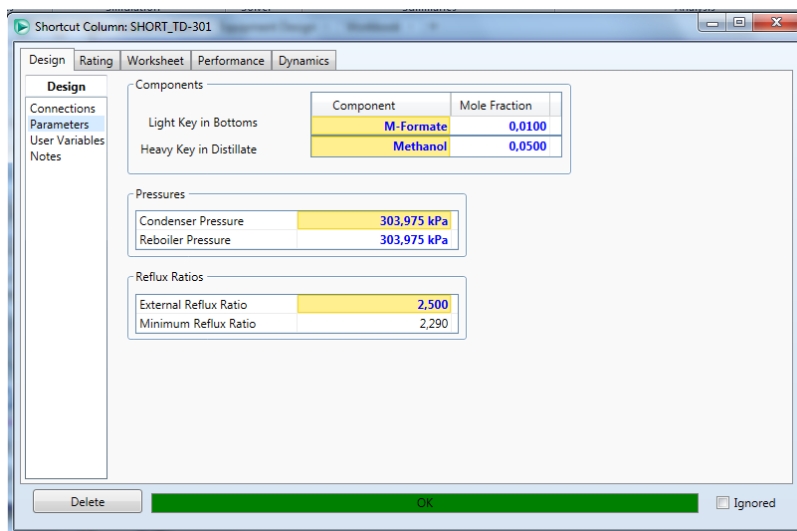 Shortcut Column: SHORT_TD-301
Design Rating Worksheet Performance Dynamics
Design
Connections
Parameters
User Variables
Notes
Components
Component Mole Fraction
Light Key in Bottoms M-Formate 0,0100
Heavy Key in Distillate Methanol 0,0500
Pressures
Condenser Pressure 303,975 kPa
Reboiler Pressure 303,975 kPa
Reflux Ratios
External Reflux Ratio 2,500
Minimum Reflux Ratio 2,290
Delete OK Ignored